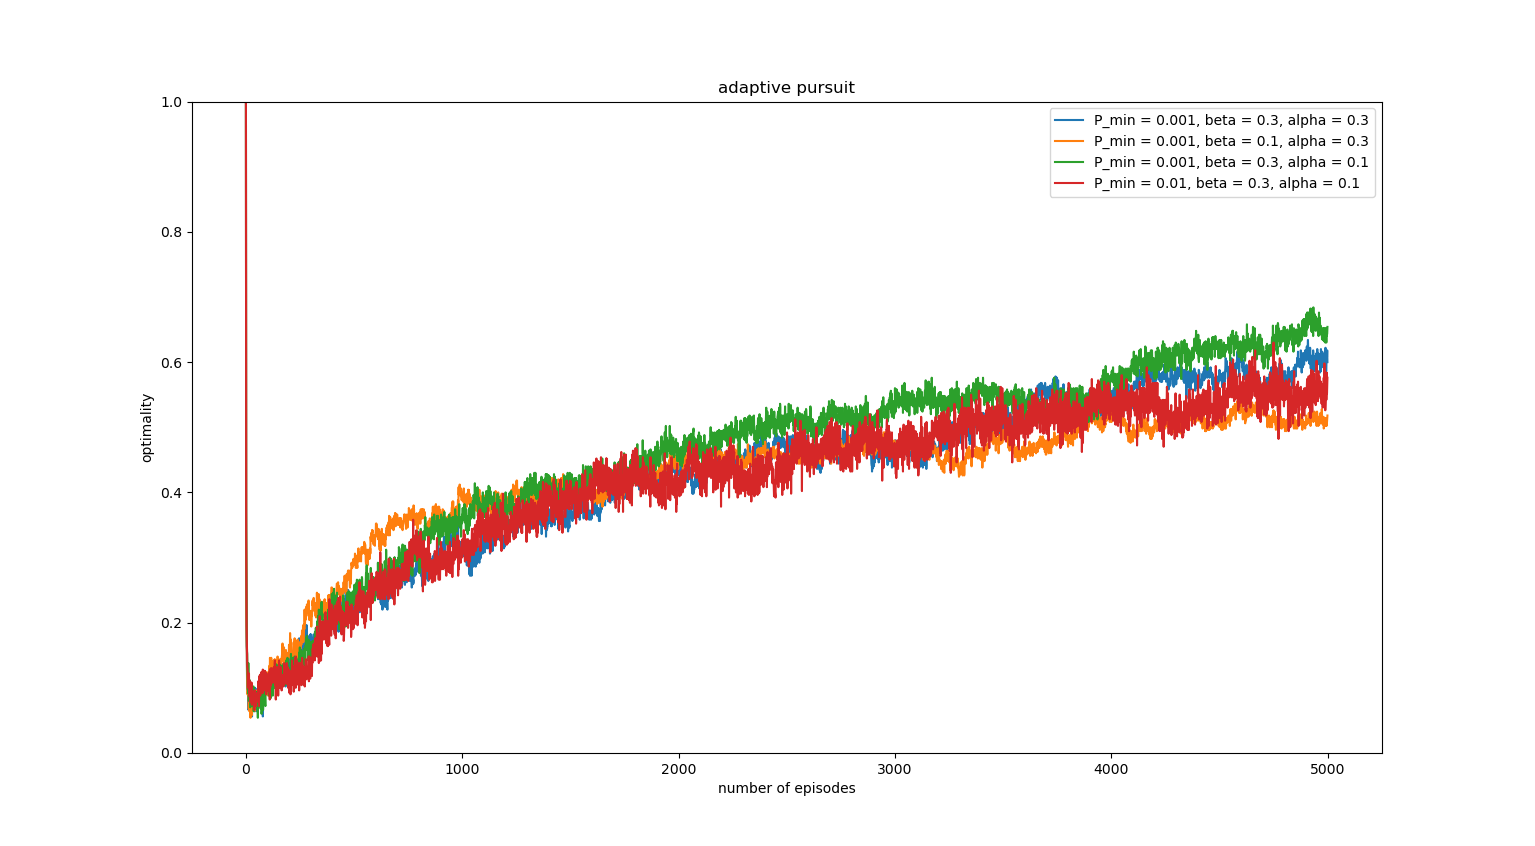 adaptive pursuit
1.0
0.8
0.6
0.4
0.2
0.0
optimality
P_min = 0.001, beta = 0.3, alpha = 0.3
P_min = 0.001, beta = 0.1, alpha = 0.3
P_min = 0.001, beta = 0.3, alpha = 0.1
P_min = 0.01, beta = 0.3, alpha = 0.1
0 1000 2000 3000 4000 5000
number of episodes